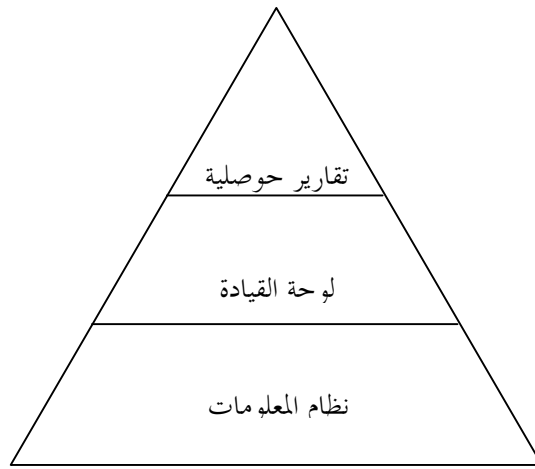 تقارير حوصلية
لوحة القيادة
نظام المعلومات